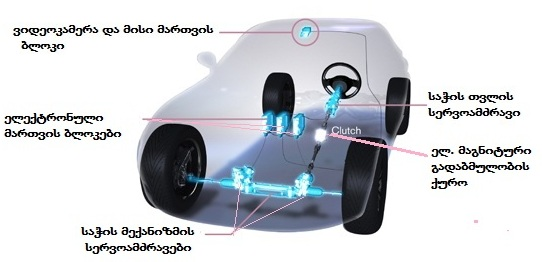 ვიდეოკამერა და მისი მართვის
ბლოკი
საჭის თვლის
სერვოამძრავი
ელექტრონული
მართვის ბლოკები
Clutch
ელ. მაგნიტური
გადაბმულობის
ქურო
საჭის მექანიზმის
სერვოამძრავები